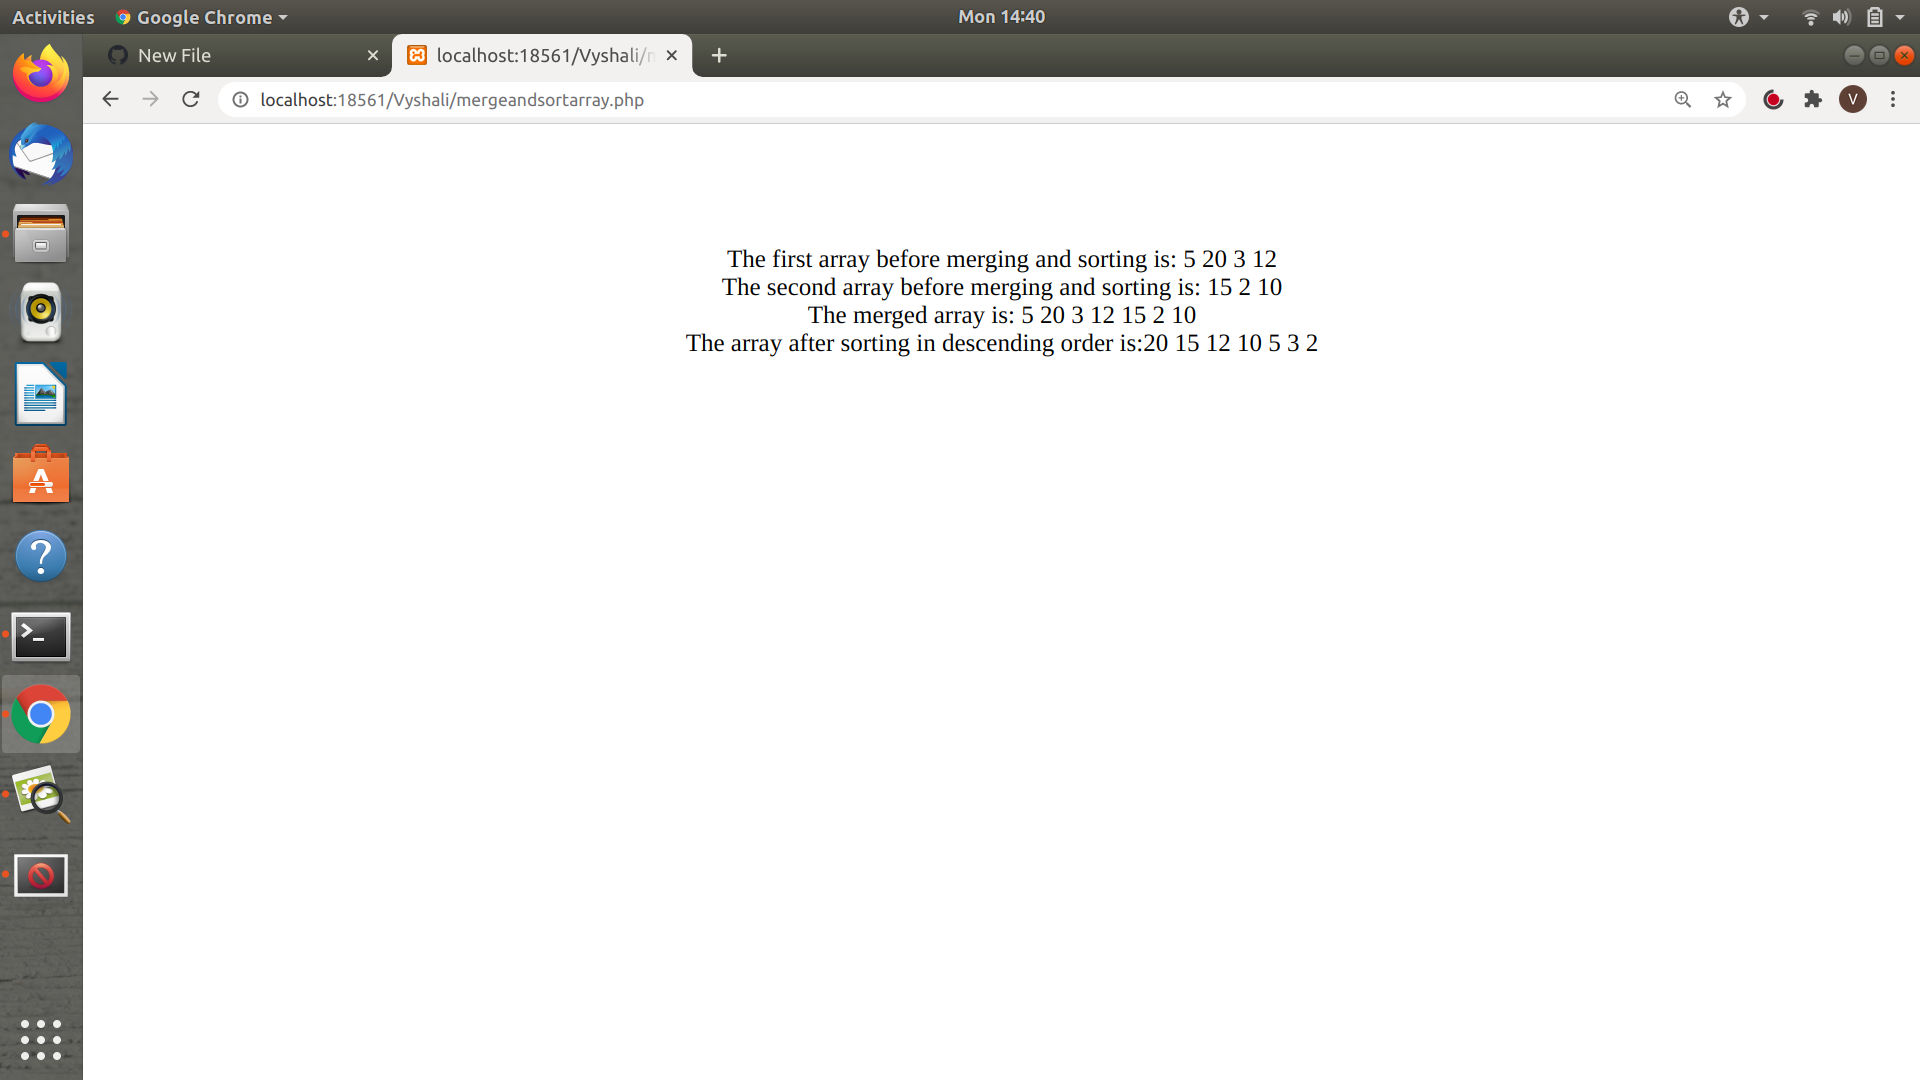 Activities Google Chrome Mon 14:40
New File localhost:18561/Vyshali/
localhost:18561/Vyshali/mergeandsortarray.php V
The first array before merging and sorting is: 5 20 3 12
The second array before merging and sorting is: 15 2 10
The merged array is: 5 20 3 12 15 2 10
The array after sorting in descending order is:20 15 12 10 5 3 2